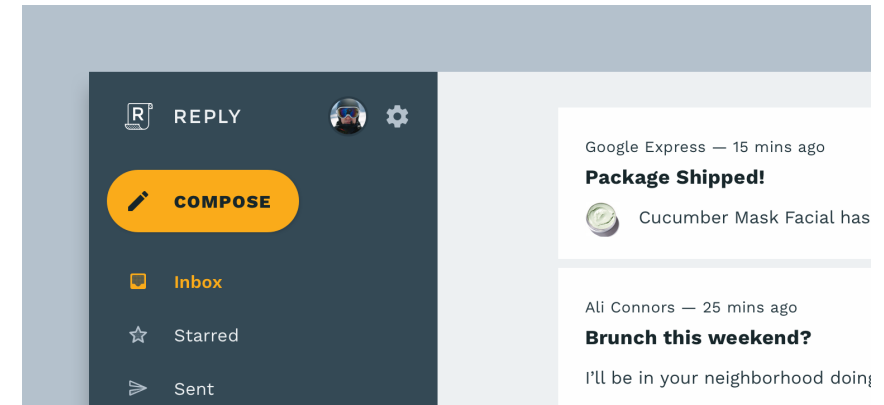 R REPLY
COMPOSE
Inbox
Starred
Sent
Google Express — 15 mins ago
Package Shipped!
Cucumber Mask Facial has
Ali Connors — 25 mins ago
Brunch this weekend?
I’ll be in your neighborhood doing